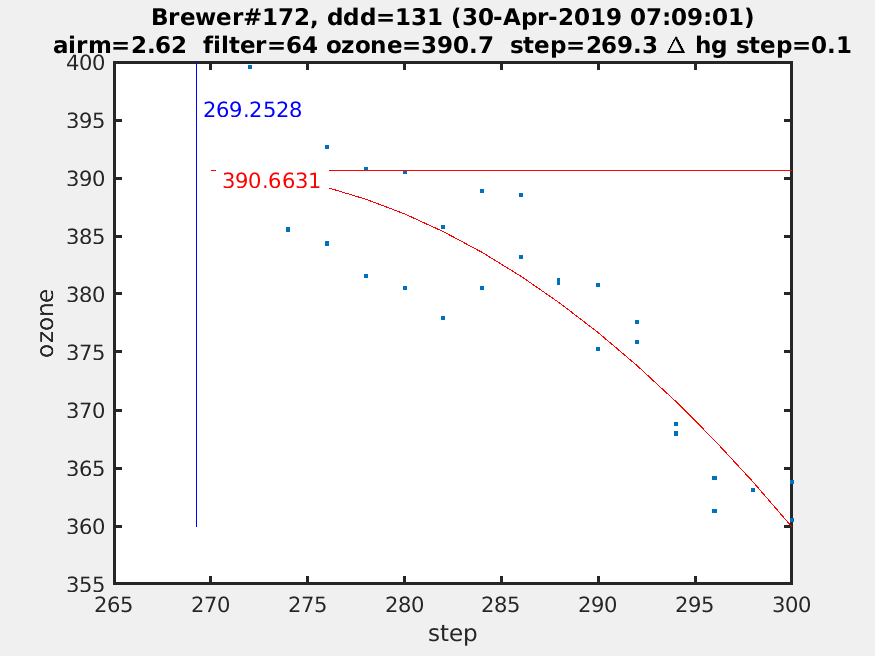 Brewer#172, ddd=131 (30-Apr-2019 07:09:01)
airm=2.62 filter=64 ozone=390.7 step=269.3 Δ hg step=0.1
400
395
390
385
380
375
370
365
360
355
ozone
269.2528
390.6631
265 270 275 280 285 290 295 300
step